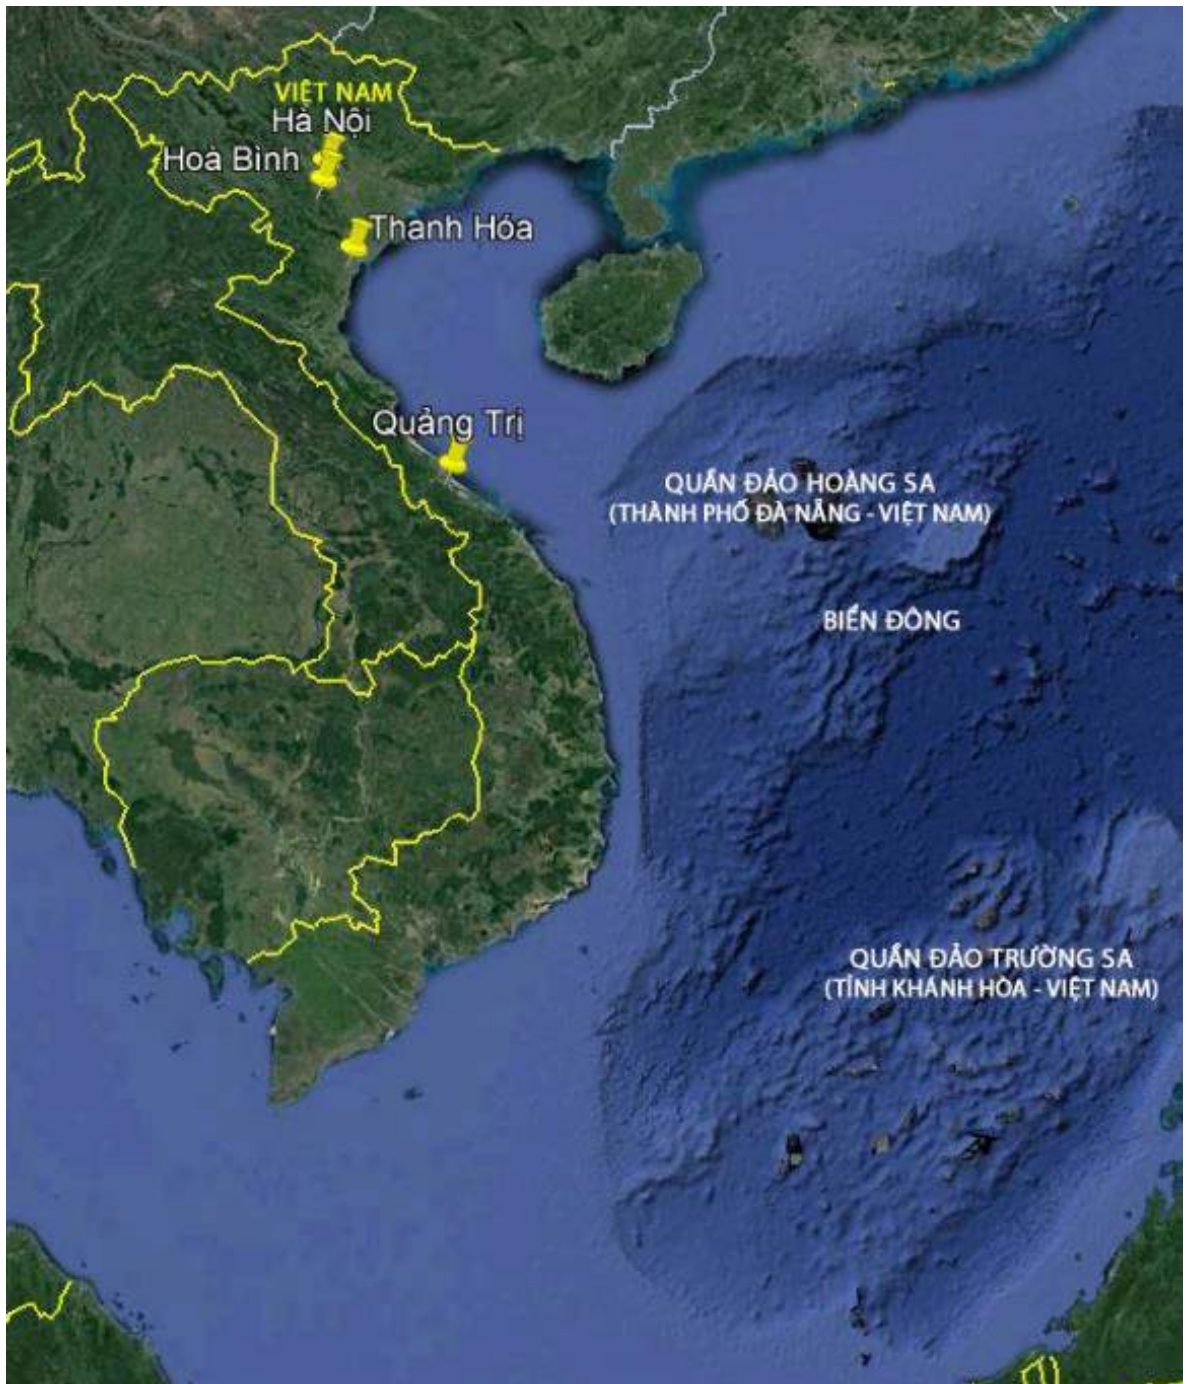 VIỆT NAM
Hà Nội
Hoà Bình
Thanh Hóa
Quảng Trị
QUẦN ĐẢO HOÀNG SA
(THÀNH PHỐ ĐÀ NẴNG - VIỆT NAM)
BIỂN ĐÔNG
QUẦN ĐẢO TRƯỜNG SA
(TỈNH KHÁNH HÒA - VIỆT NAM)